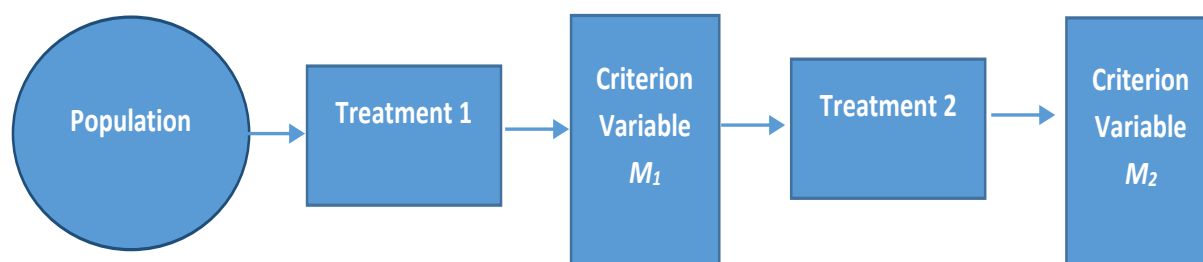 Population
Treatment 1
Criterion
Variable
M₁
Treatment 2
Criterion
Variable
M₂